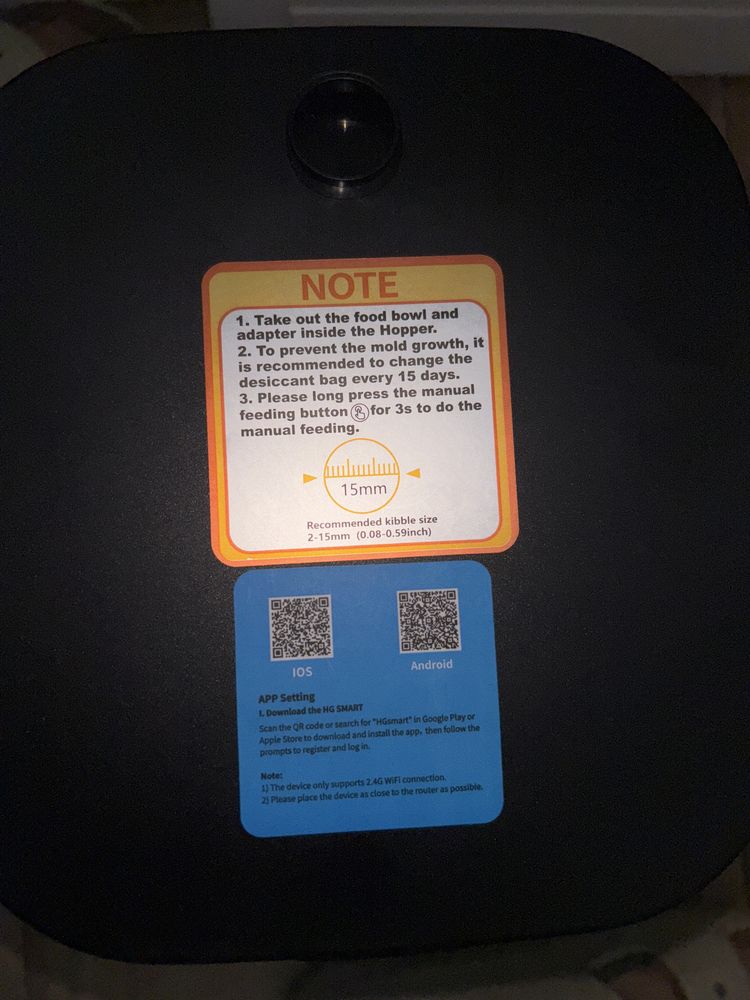 NOTE
1. Take out the food bowl and
adapter inside the Hopper.
2. To prevent the mold growth, it
is recommended to change the
desiccant bag every 15 days.
3. Please long press the manual
feeding button for 3s to do the
manual feeding.
15mm
Recommended kibble size
2-15mm (0.08-0.59inch)
IOS
Android
APP Setting
I. Download the HG SMART
Scan the QR code or search for "HGsmart" in Google Play or
Apple Store to download and install the app, then follow the
prompts to register and log in.
Note:
1) The device only supports 2.4G WiFi connection.
2) Please place the device as close to the router as possible.